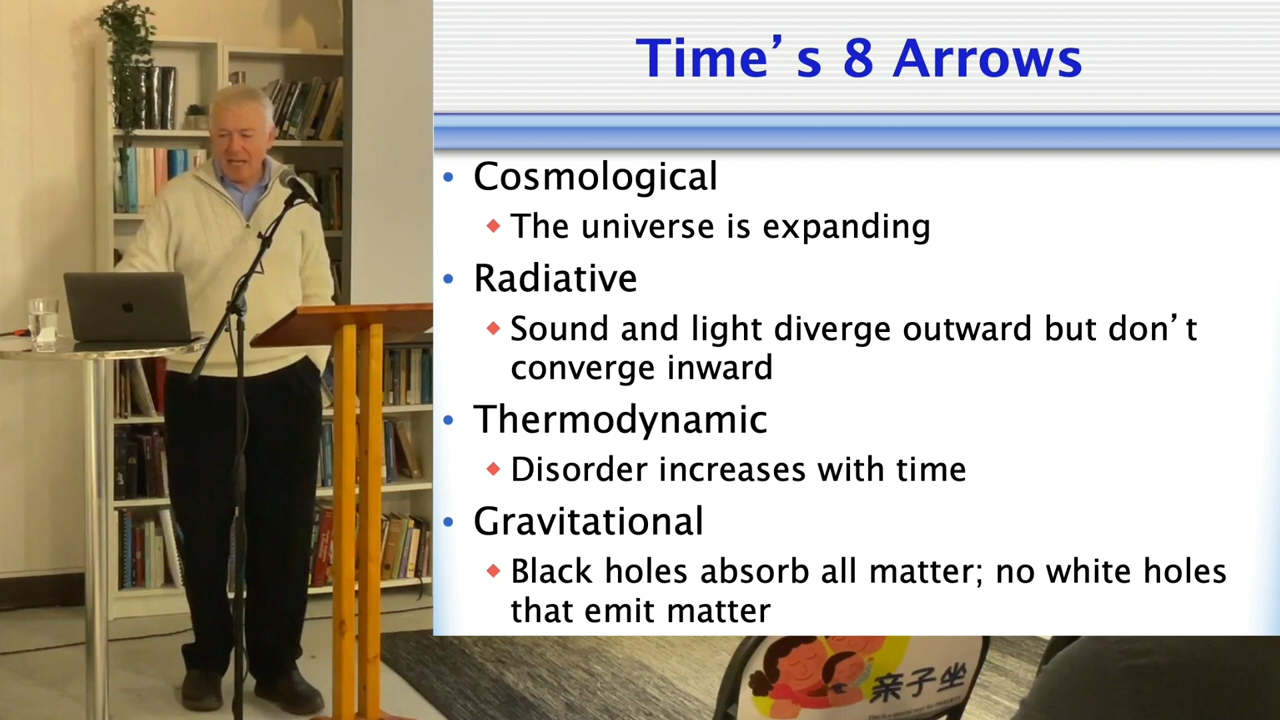 Time’s 8 Arrows
• Cosmological
◆ The universe is expanding
• Radiative
◆ Sound and light diverge outward but don’t
converge inward
• Thermodynamic
◆ Disorder increases with time
• Gravitational
◆ Black holes absorb all matter; no white holes
that emit matter
亲子坐